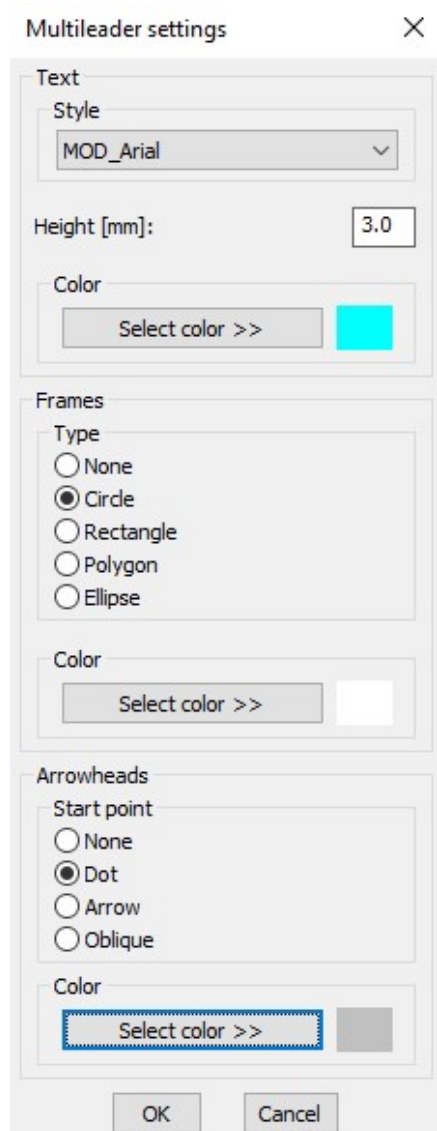 Multileader settings
Text
Style
MOD_Arial
Height [mm]: 3.0
Color
Select color >>
Frames
Type
None
Circle
Rectangle
Polygon
Ellipse
Color
Select color >>
Arrowheads
Start point
None
Dot
Arrow
Oblique
Color
Select color >>
OK Cancel